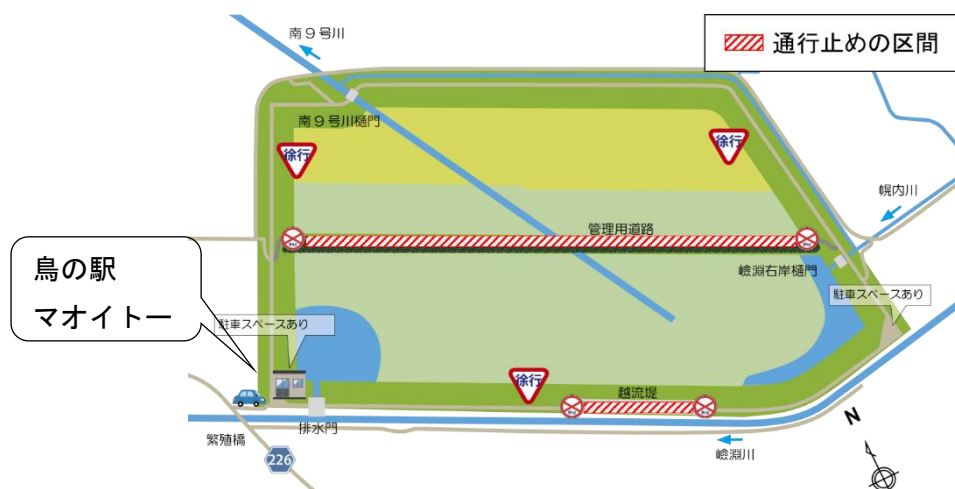 南９号川
通行止めの区間
南９号川樋門
徐行
徐行
幌内川
管理用道路
嶮淵右岸樋門
鳥の駅
マオイトー
駐車スペースあり
駐車スペースあり
徐行
越流堤
排水門
繁殖橋
226
嶮淵川
N